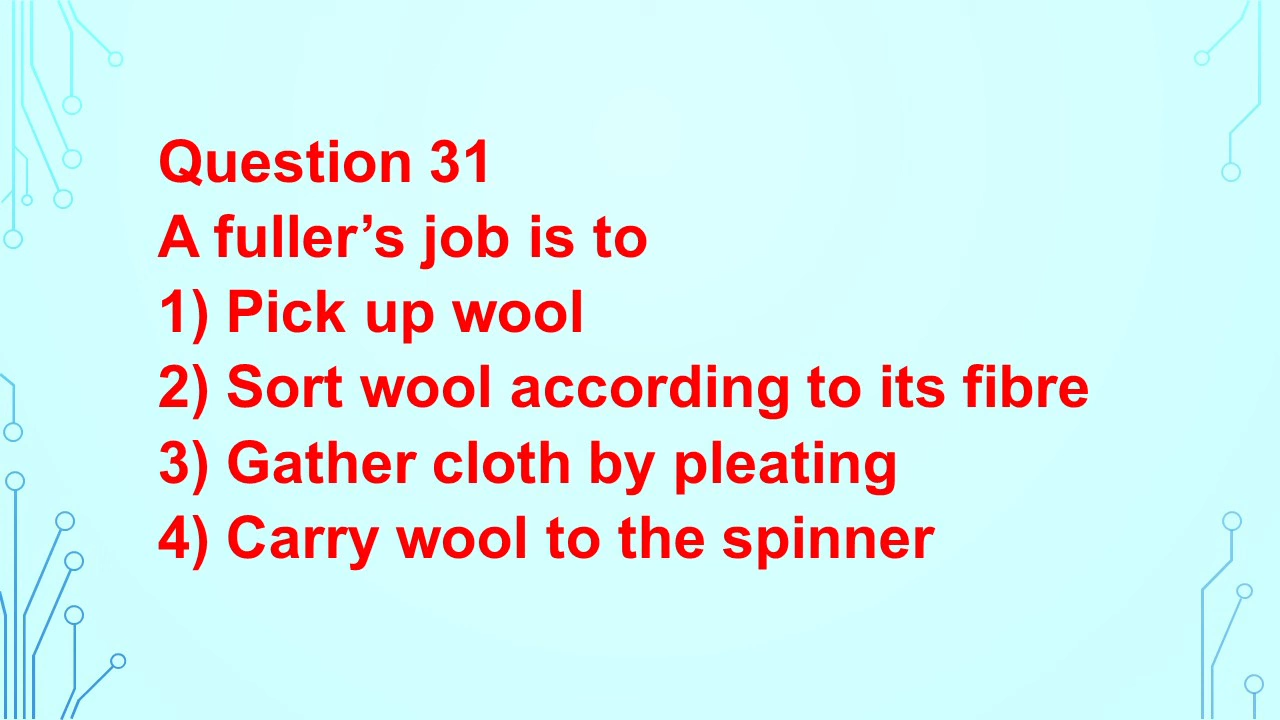 Question 31
A fuller’s job is to
1) Pick up wool
2) Sort wool according to its fibre
3) Gather cloth by pleating
4) Carry wool to the spinner